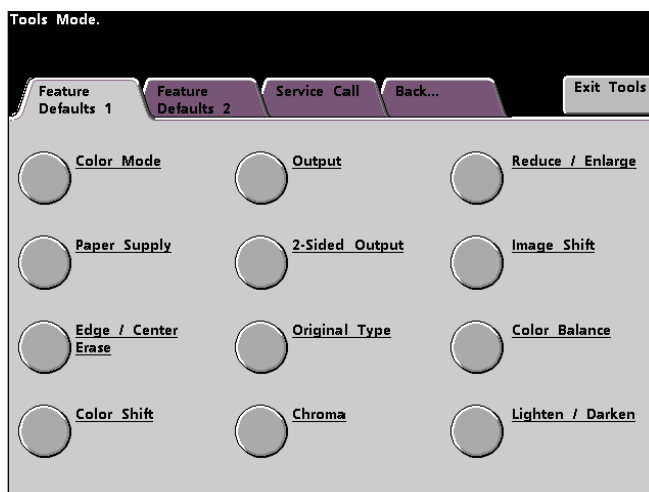 Tools Mode.
Feature
Defaults 1
Feature
Defaults 2
Service Call
Back...
Exit Tools
Color Mode
Output
Reduce / Enlarge
Paper Supply
2-Sided Output
Image Shift
Edge / Center
Erase
Original Type
Color Balance
Color Shift
Chroma
Lighten / Darken